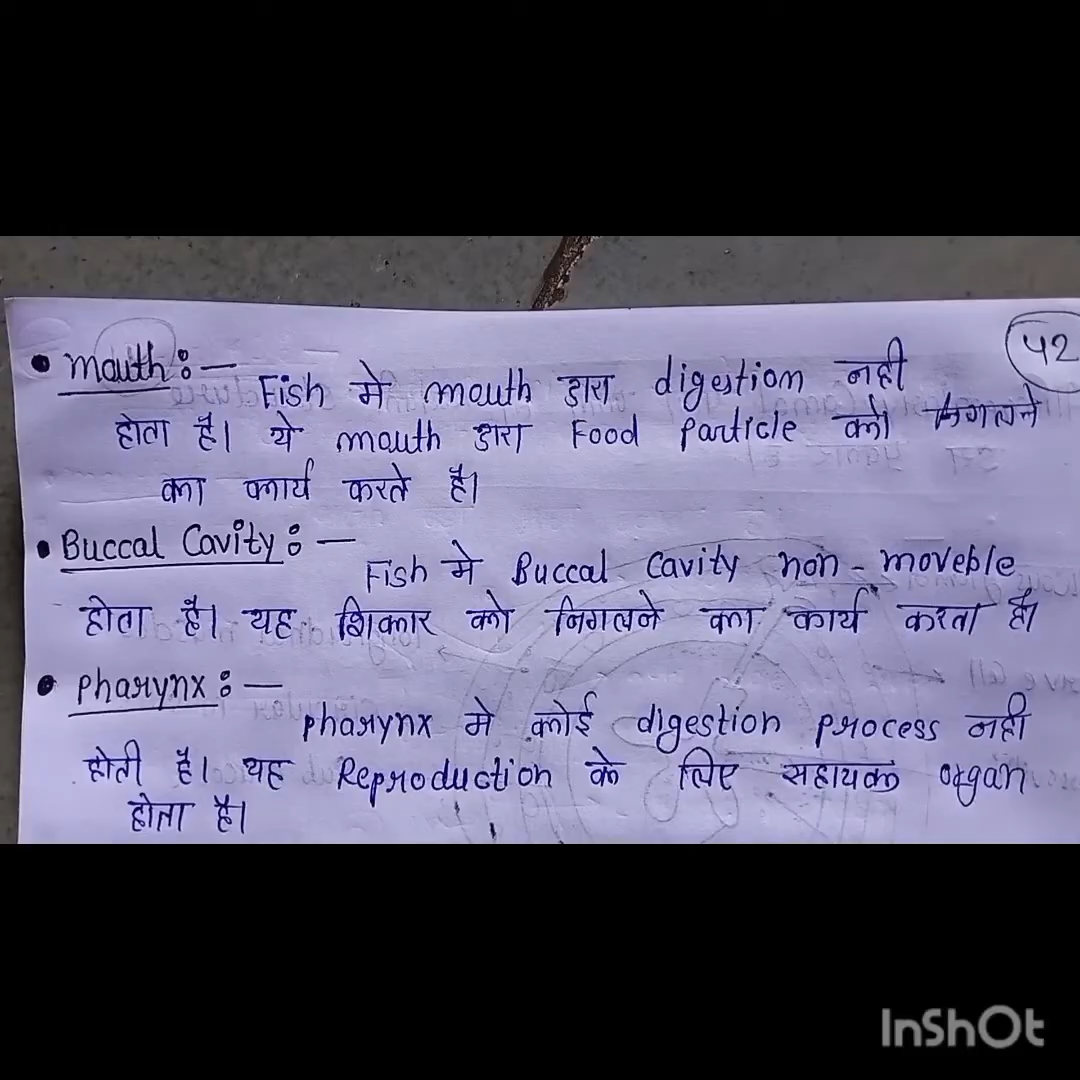 42
• mouth :—
Fish मे mouth द्वारा digestion नही
होता है। ये mouth द्वारा Food particle को निगलने
का कार्य करते है।
• Buccal Cavity :—
Fish मे Buccal Cavity non-moveble
होता है। यह शिकार को निगलने का कार्य करता है।
• Pharynx :—
pharynx मे कोई digestion process नही
होती है। यह Reproduction के लिए सहायक organ
होता है।
InShOt